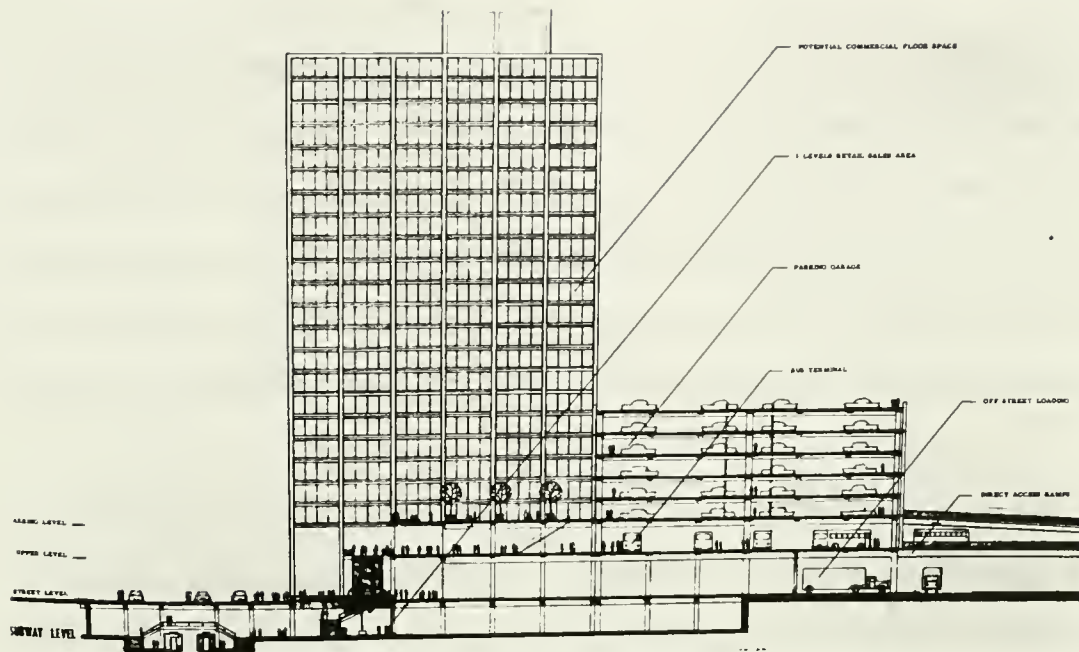 POTENTIAL COMMERCIAL FLOOR SPACE
LEVELS RETAIL SALES AREA
PARKING GARAGE
BUS TERMINAL
OFF STREET LOADING
DIRECT ACCESS RAMPS
LEVEL
UPPER LEVEL
STREET LEVEL
SUBWAY LEVEL